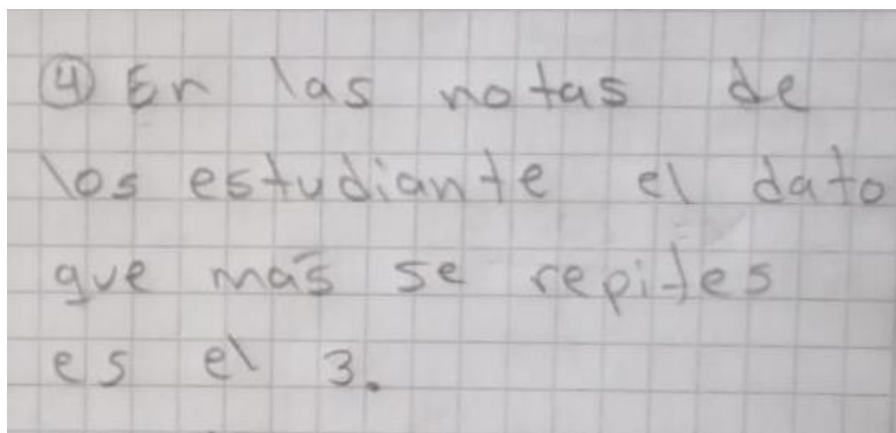 ④ En las notas de
los estudiante el dato
que más se repites
es el 3.